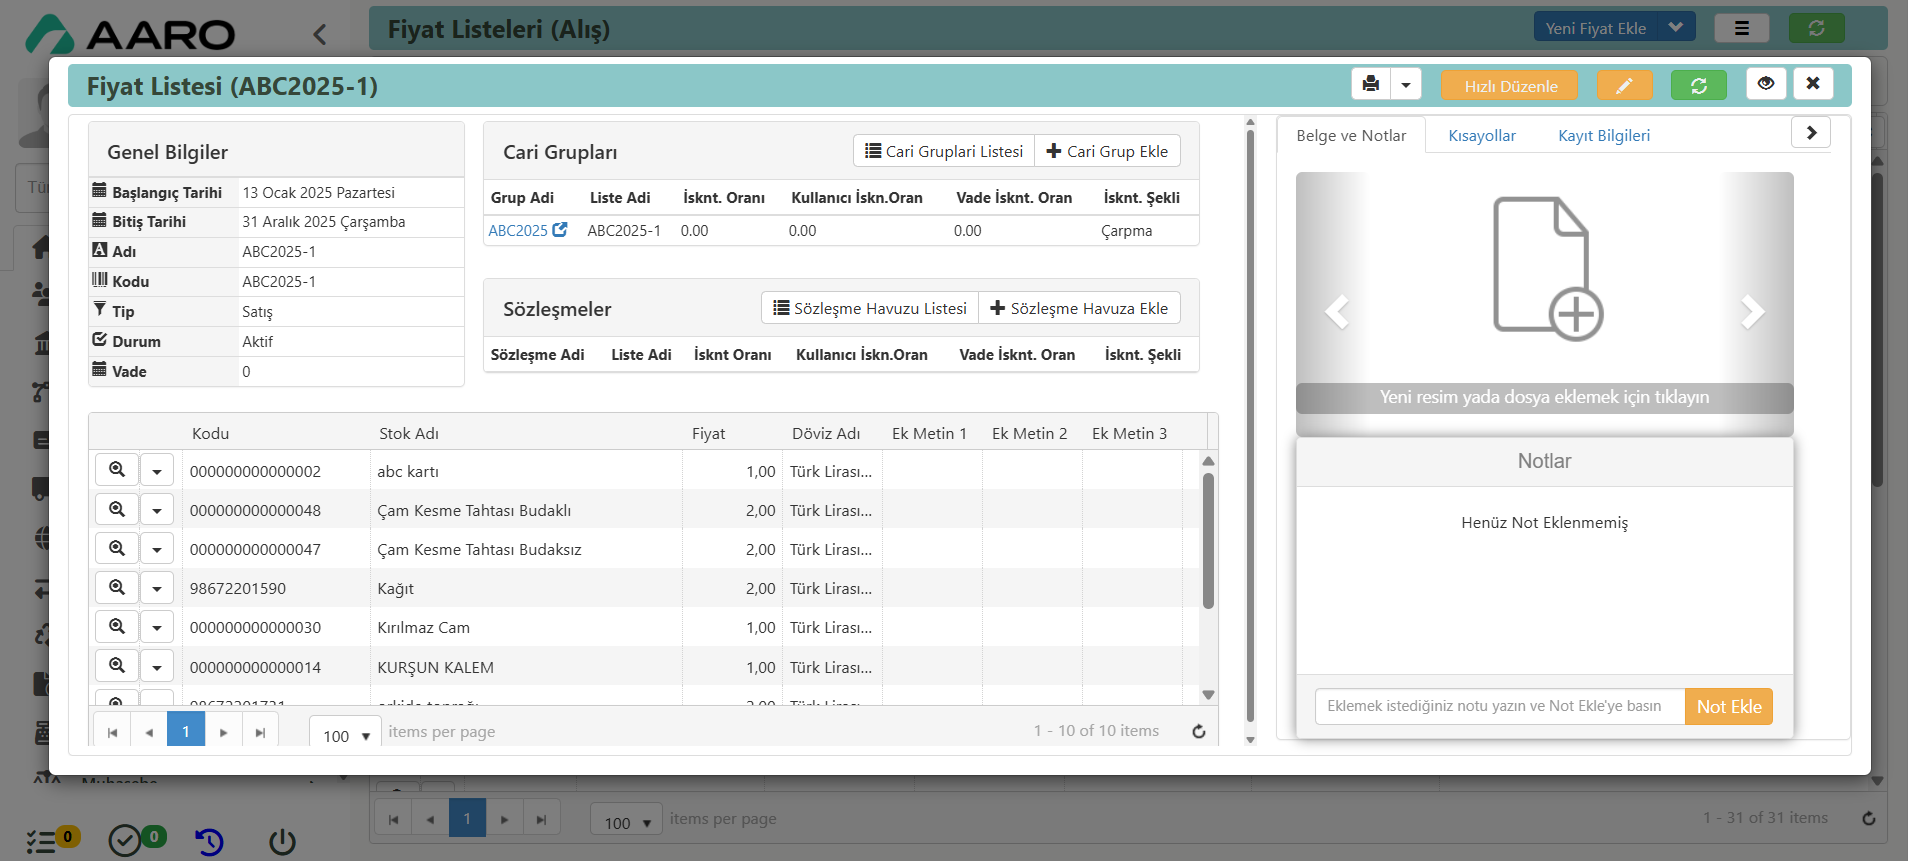 AARO
Fiyat Listeleri (Alış)
Yeni Fiyat Ekle
Fiyat Listesi (ABC2025-1)
Hızlı Düzenle
Genel Bilgiler
Başlangıç Tarihi 13 Ocak 2025 Pazartesi
Bitiş Tarihi 31 Aralık 2025 Çarşamba
Adı ABC2025-1
Kodu ABC2025-1
Tip Satış
Durum Aktif
Vade 0
Cari Grupları
Cari Gruplari Listesi
Cari Grup Ekle
Grup Adi Liste Adi İsknt. Oranı Kullanıcı İskn.Oran Vade İsknt. Oran İsknt. Şekli
ABC2025 ABC2025-1 0.00 0.00 0.00 Çarpma
Sözleşmeler
Sözleşme Havuzu Listesi
Sözleşme Havuza Ekle
Sözleşme Adi Liste Adi İsknt Oranı Kullanıcı İskn.Oran Vade İsknt. Oran İsknt. Şekli
Kodu Stok Adı Fiyat Döviz Adı Ek Metin 1 Ek Metin 2 Ek Metin 3
000000000000002 abc kartı 1,00 Türk Lirası...
000000000000048 Çam Kesme Tahtası Budaklı 2,00 Türk Lirası...
000000000000047 Çam Kesme Tahtası Budaksız 2,00 Türk Lirası...
98672201590 Kağıt 2,00 Türk Lirası...
000000000000030 Kırılmaz Cam 1,00 Türk Lirası...
000000000000014 KURŞUN KALEM 1,00 Türk Lirası...
1 100 items per page 1 - 10 of 10 items
Belge ve Notlar Kısayollar Kayıt Bilgileri
Yeni resim yada dosya eklemek için tıklayın
Notlar
Henüz Not Eklenmemiş
Eklemek istediğiniz notu yazın ve Not Ekle'ye basın Not Ekle
1 100 items per page 1 - 31 of 31 items
0 0